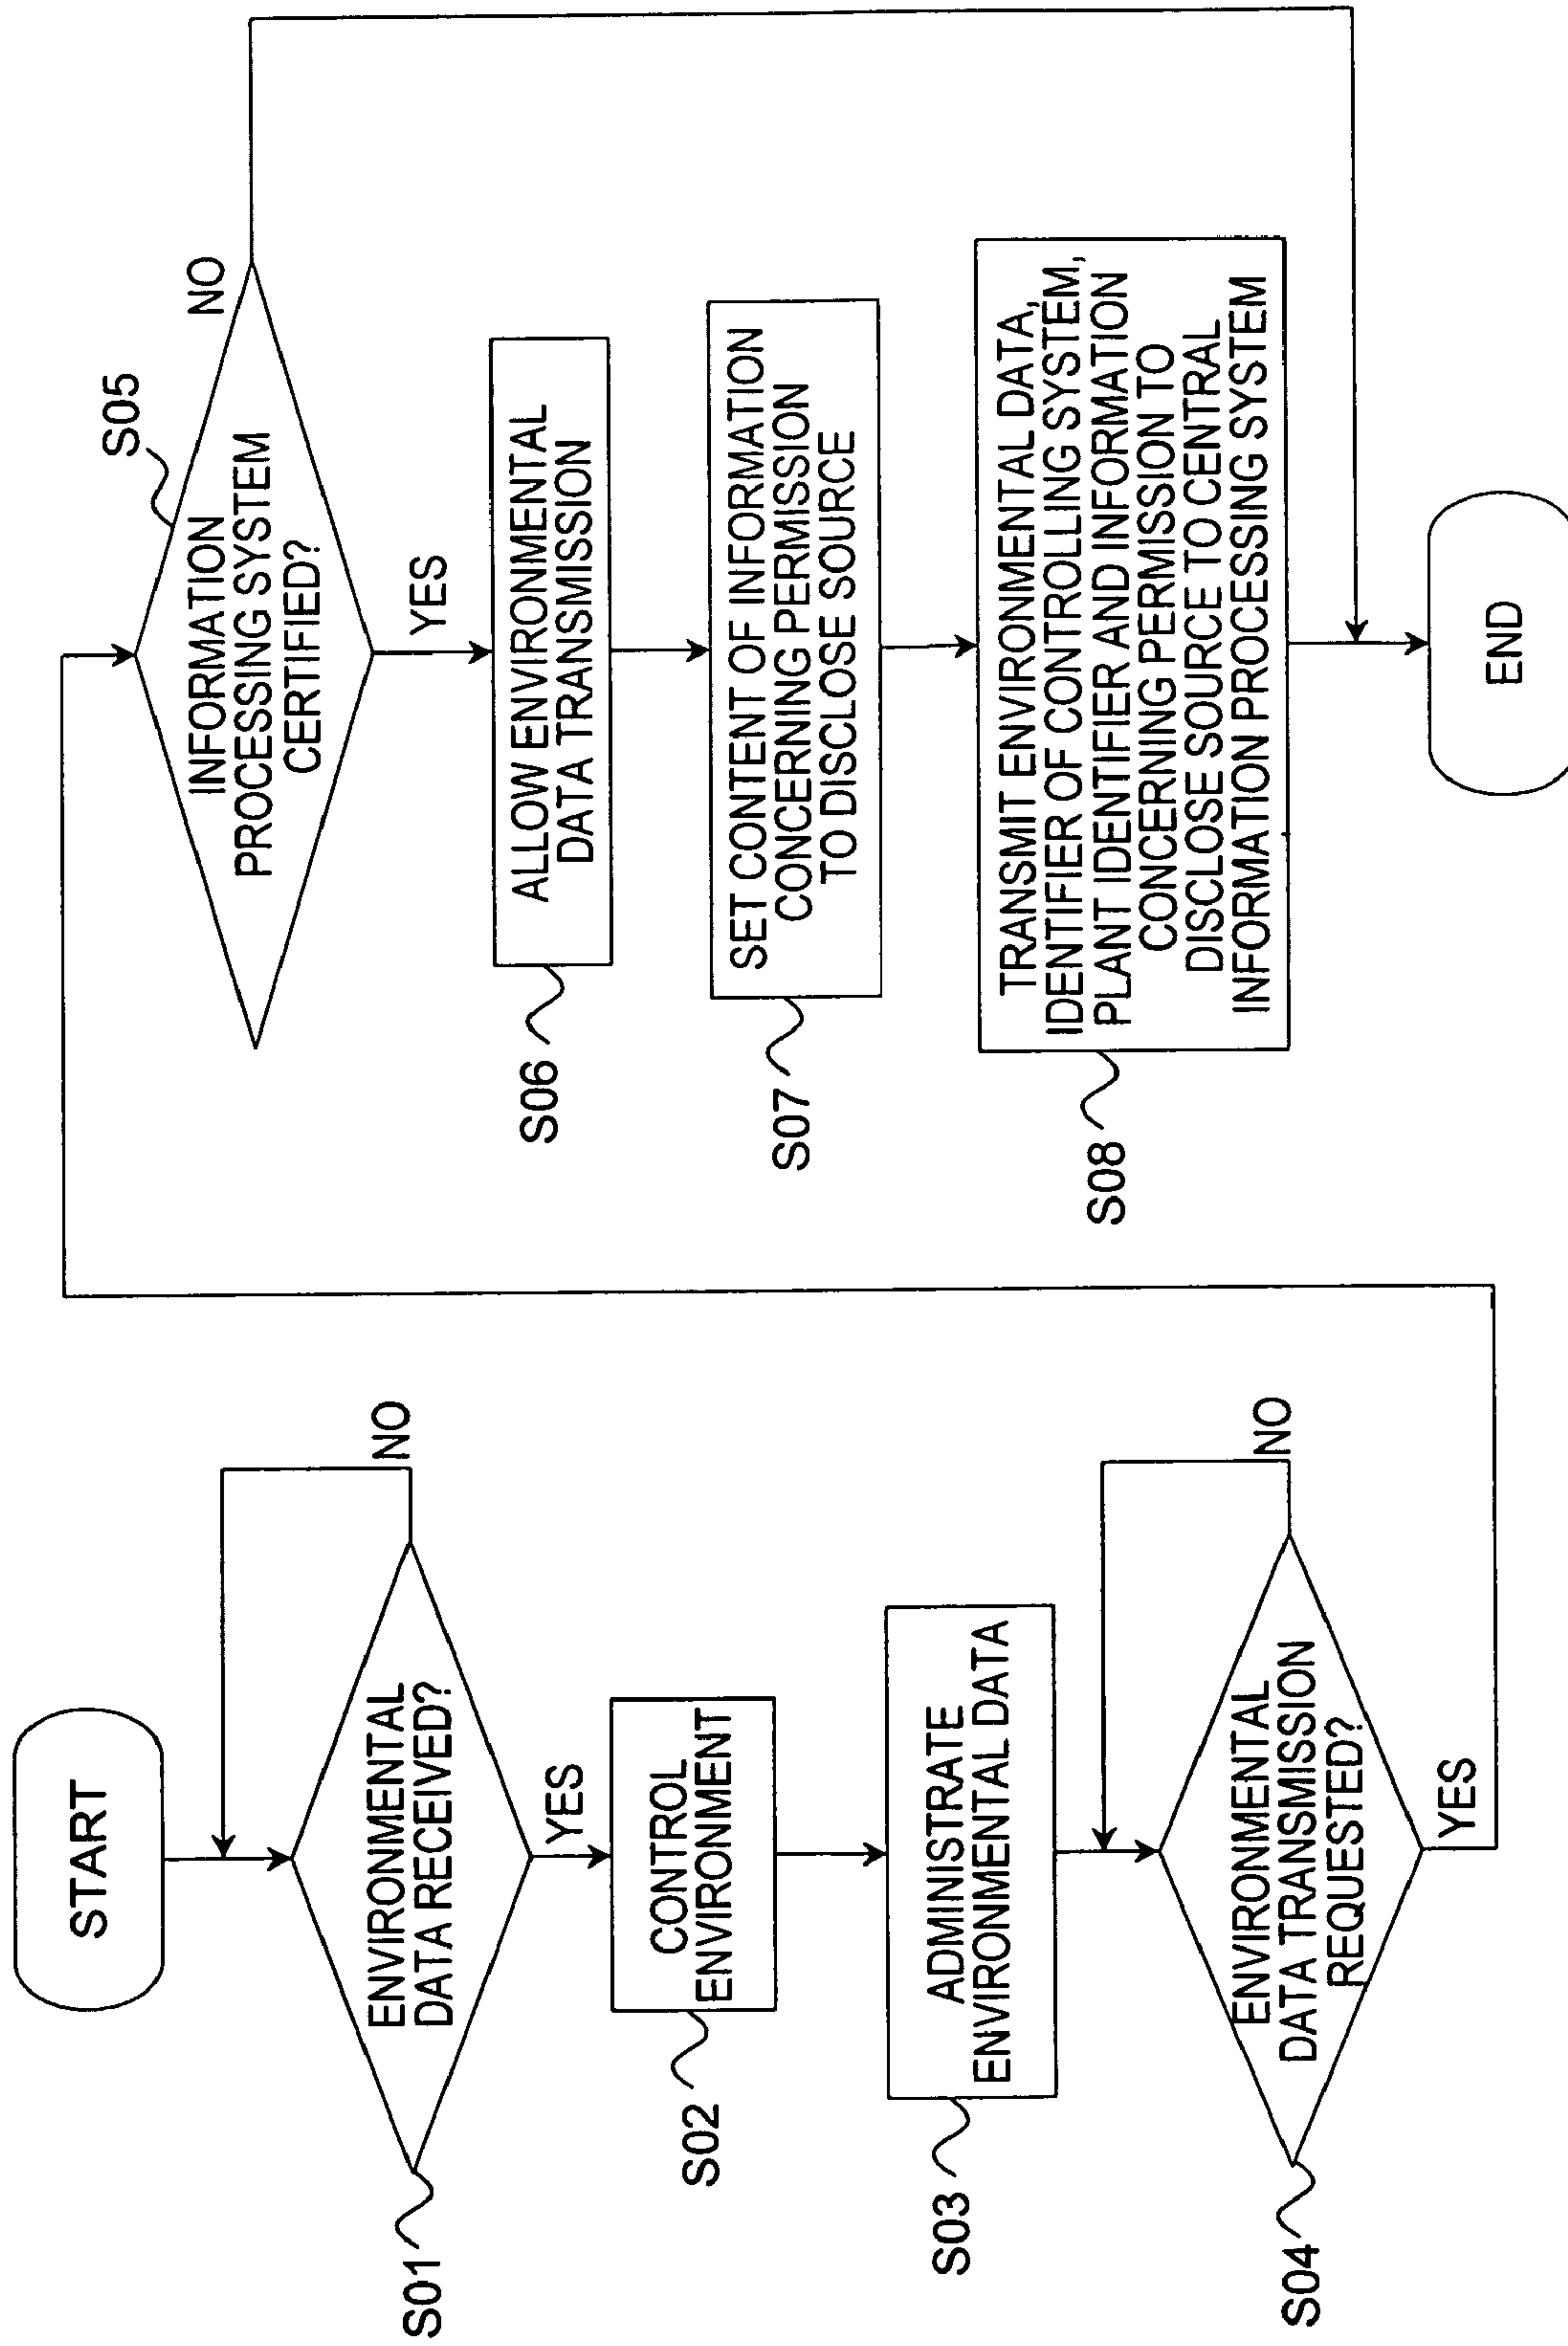 START
S01
ENVIRONMENTAL
DATA RECEIVED?
NO
YES
S02
CONTROL
ENVIRONMENT
S03
ADMINISTRATE
ENVIRONMENTAL DATA
S04
ENVIRONMENTAL
DATA TRANSMISSION
REQUESTED?
NO
YES
S05
INFORMATION
PROCESSING SYSTEM
CERTIFIED?
NO
YES
S06
ALLOW ENVIRONMENTAL
DATA TRANSMISSION
S07
SET CONTENT OF INFORMATION
CONCERNING PERMISSION
TO DISCLOSE SOURCE
S08
TRANSMIT ENVIRONMENTAL DATA,
IDENTIFIER OF CONTROLLING SYSTEM,
PLANT IDENTIFIER AND INFORMATION
CONCERNING PERMISSION TO
DISCLOSE SOURCE TO CENTRAL
INFORMATION PROCESSING SYSTEM
END